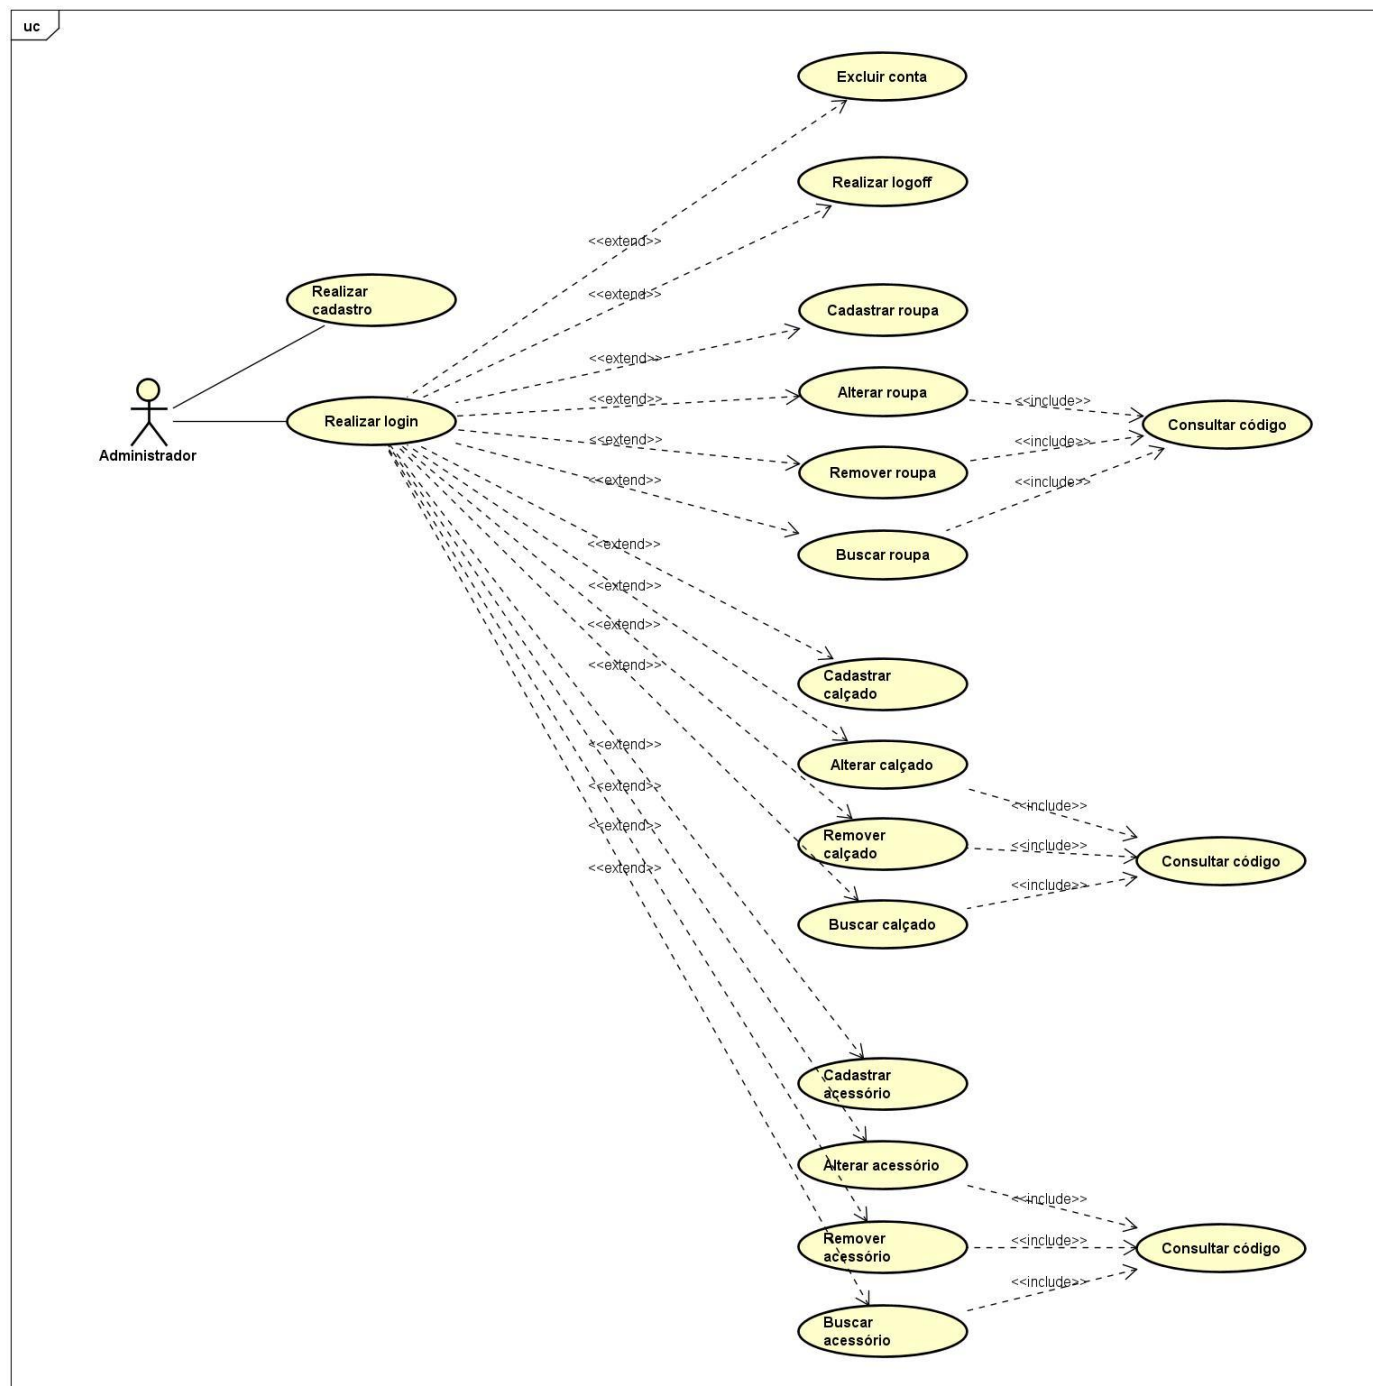 uc
Excluir conta
Realizar logoff
<<extend>>
<<extend>>
Realizar
cadastro
Cadastrar roupa
<<extend>>
Alterar roupa
<<extend>>
<<include>>
Realizar login
Consultar código
<<extend>>
<<include>>
Administrador
Remover roupa
<<extend>>
<<include>>
Buscar roupa
<<extend>>
<<extend>>
<<extend>>
<<extend>>
Cadastrar
calçado
<<extend>>
Alterar calçado
<<extend>>
<<include>>
<<extend>>
Remover
calçado
<<include>>
Consultar código
<<extend>>
<<include>>
Buscar calçado
Cadastrar
acessório
Alterar acessório
<<include>>
Remover
acessório
<<include>>
Consultar código
<<include>>
Buscar
acessório